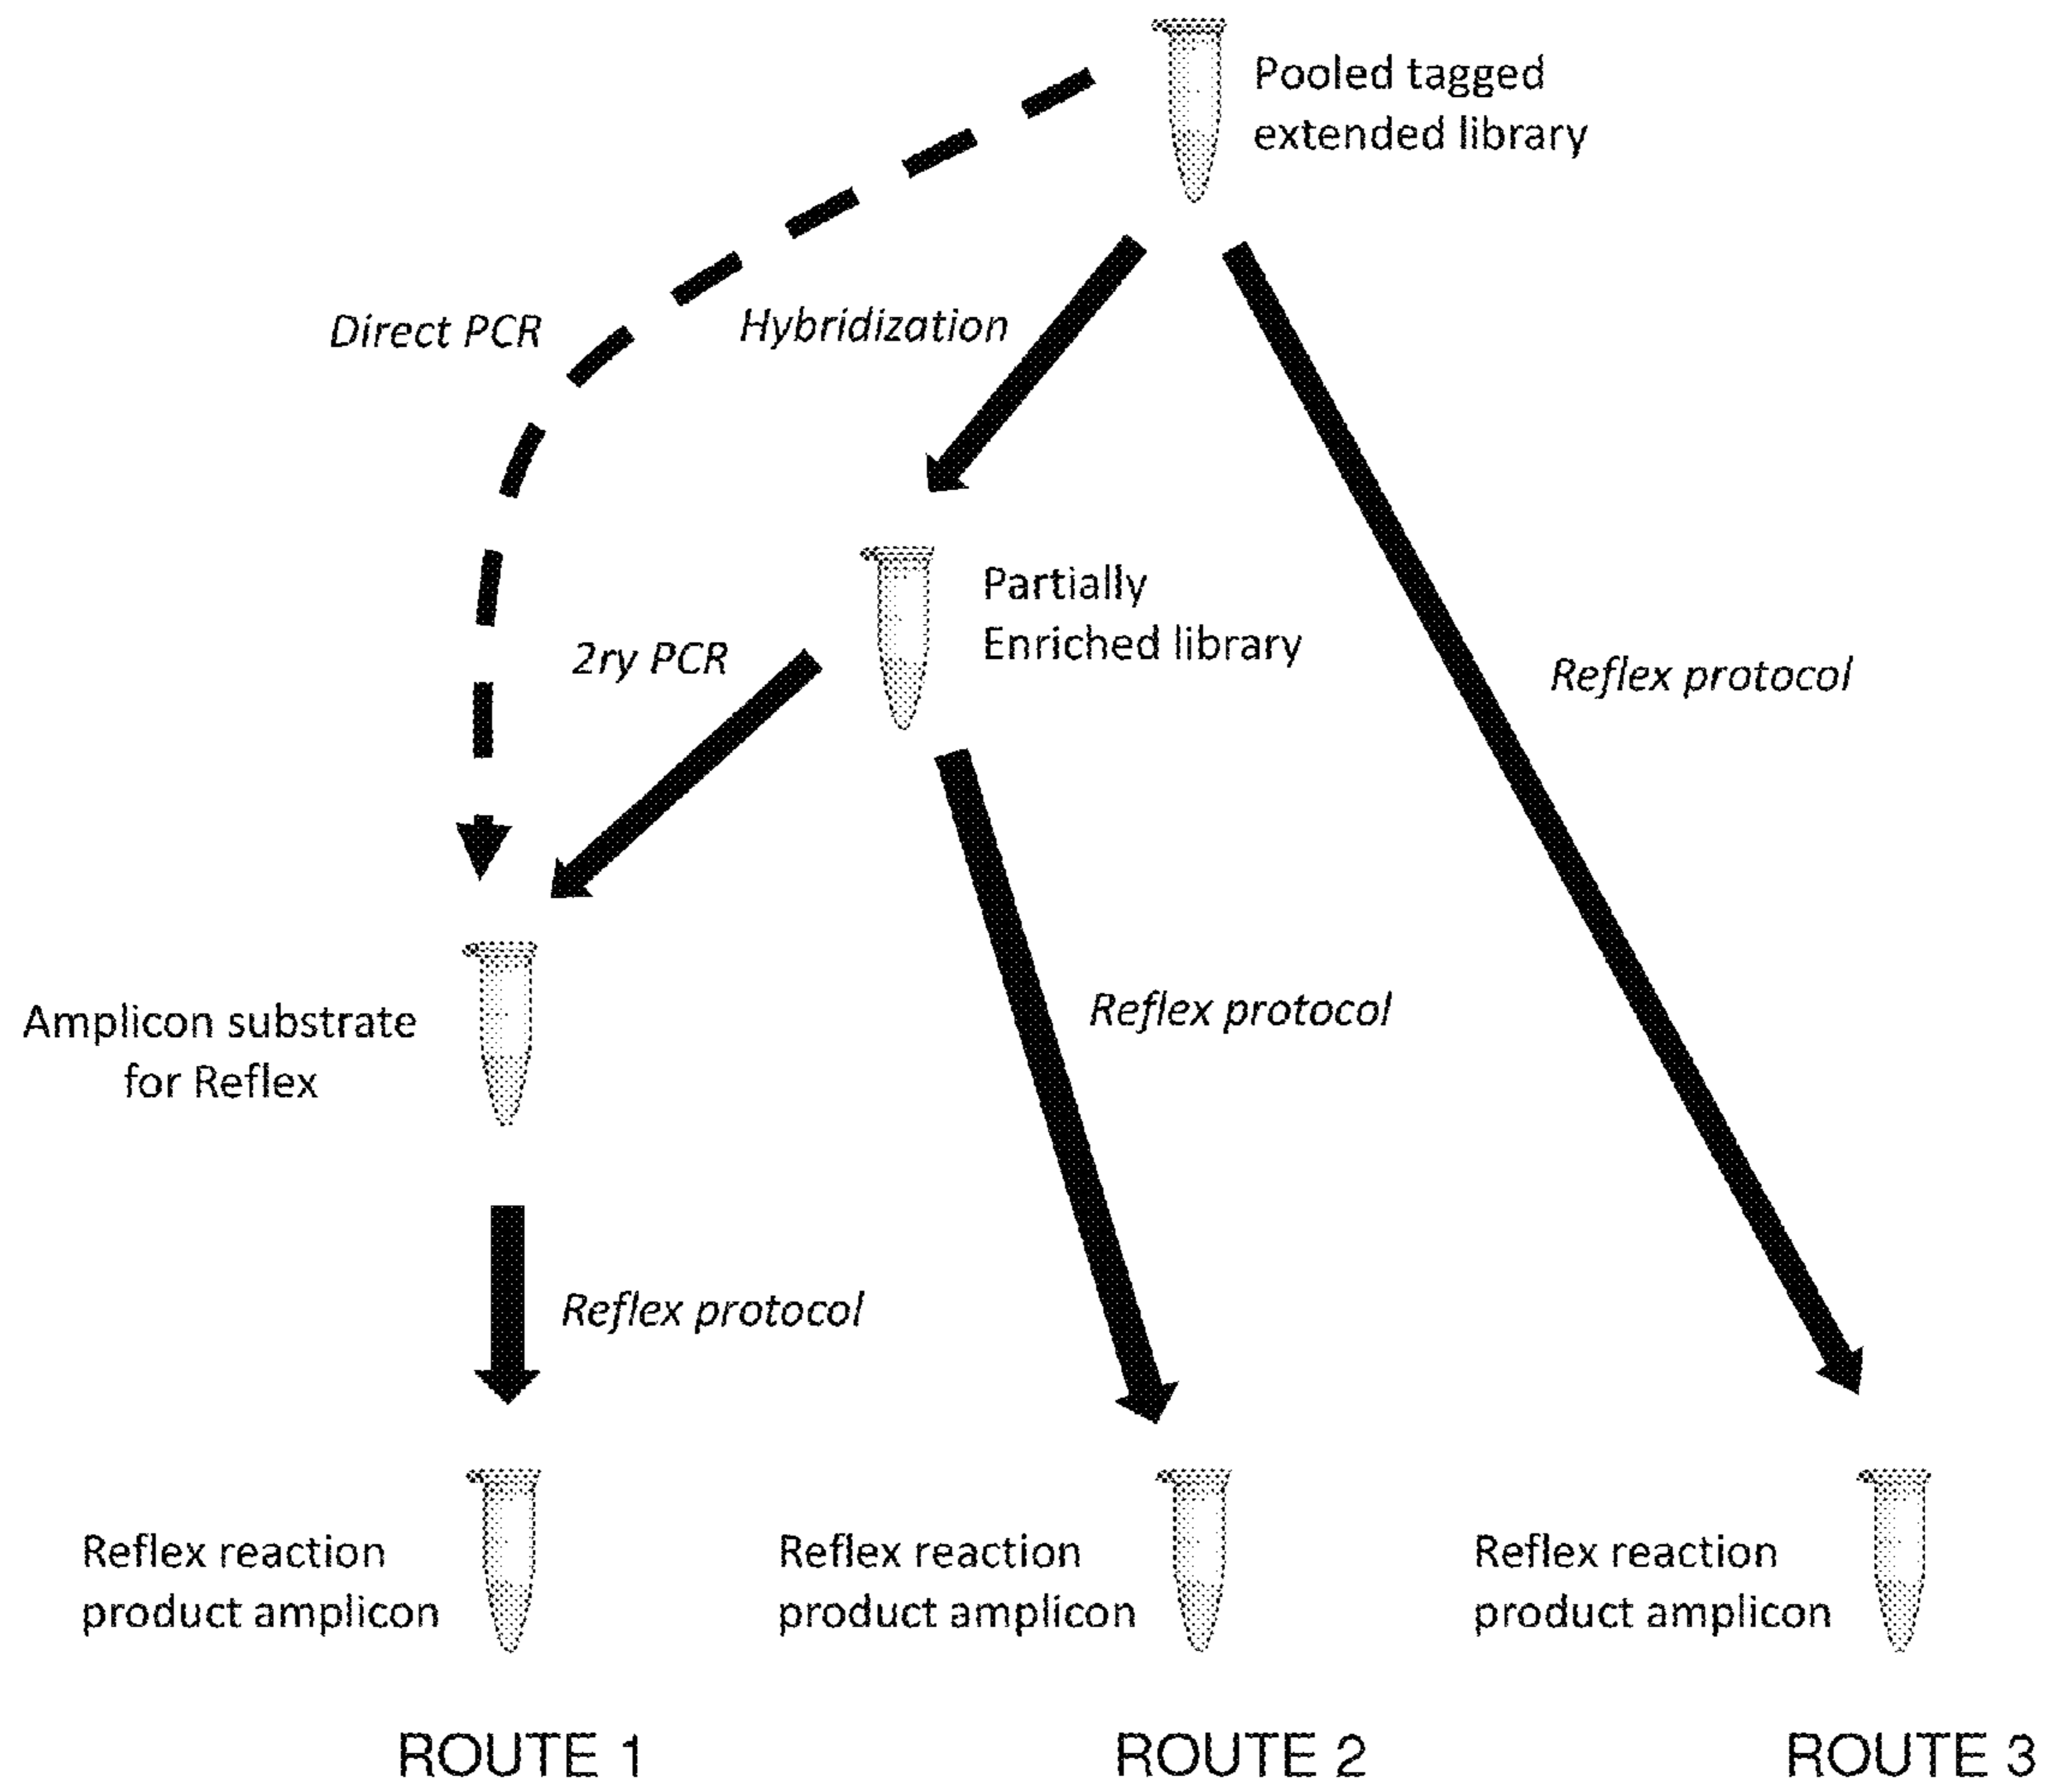 Pooled tagged
extended library
Direct PCR
Hybridization
Partially
Enriched library
2ry PCR
Reflex protocol
Amplicon substrate
for Reflex
Reflex protocol
Reflex protocol
Reflex reaction
product amplicon
Reflex reaction
product amplicon
Reflex reaction
product amplicon
ROUTE 1
ROUTE 2
ROUTE 3